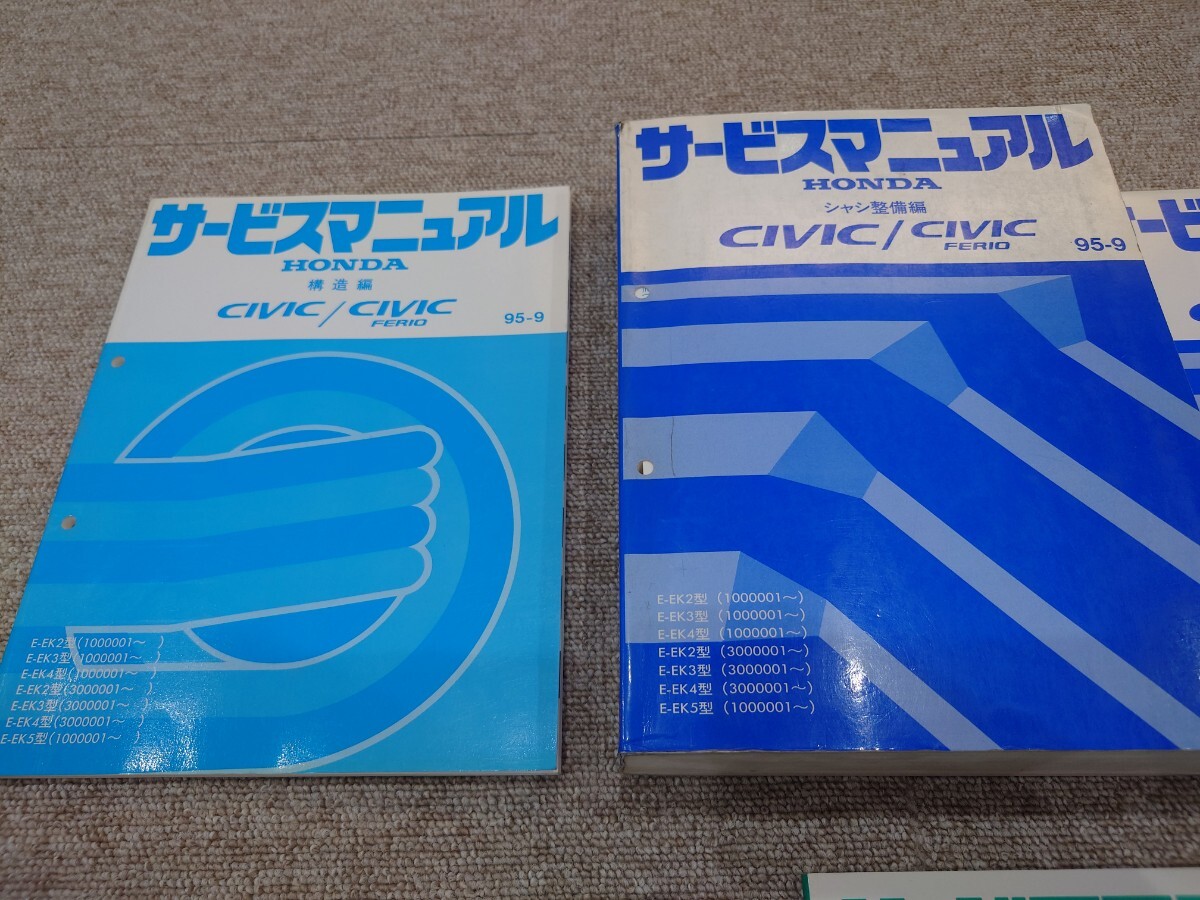 サービスマニュアル
HONDA
構造編
CIVIC/CIVIC
FERIO
95-9
E-EK2型(1000001〜 )
E-EK3型(1000001〜 )
E-EK4型(1000001〜 )
E-EK2型(3000001〜 )
E-EK3型(3000001〜 )
E-EK4型(3000001〜 )
E-EK5型(1000001〜 )
サービスマニュアル
HONDA
シャシ整備編
CIVIC/CIVIC
FERIO
95-9
E-EK2型(1000001〜)
E-EK3型(1000001〜)
E-EK4型(1000001〜)
E-EK2型(3000001〜)
E-EK3型(3000001〜)
E-EK4型(3000001〜)
E-EK5型(1000001〜)